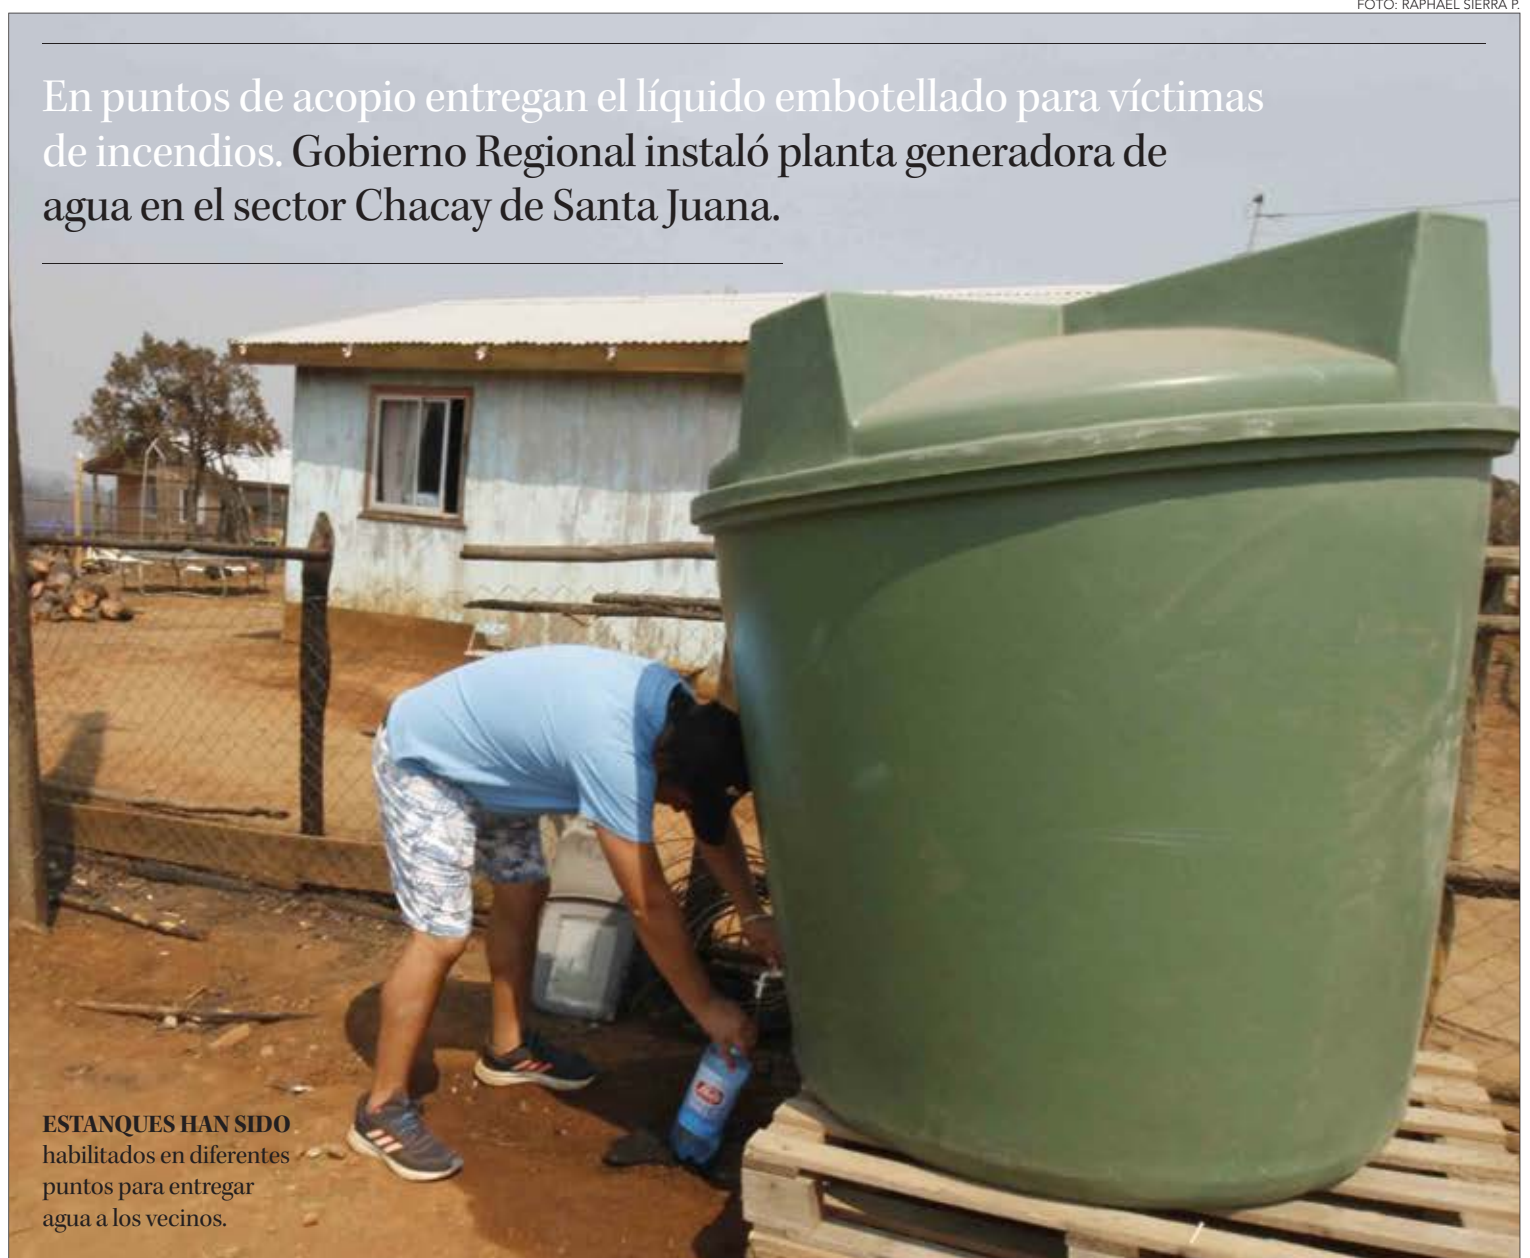 FOTO: RAPHAEL SIERRA P.
En puntos de acopio entregan el líquido embotellado para víctimas
de incendios. Gobierno Regional instaló planta generadora de
agua en el sector Chacay de Santa Juana.
ESTANQUES HAN SIDO
habilitados en diferentes
puntos para entregar
agua a los vecinos.